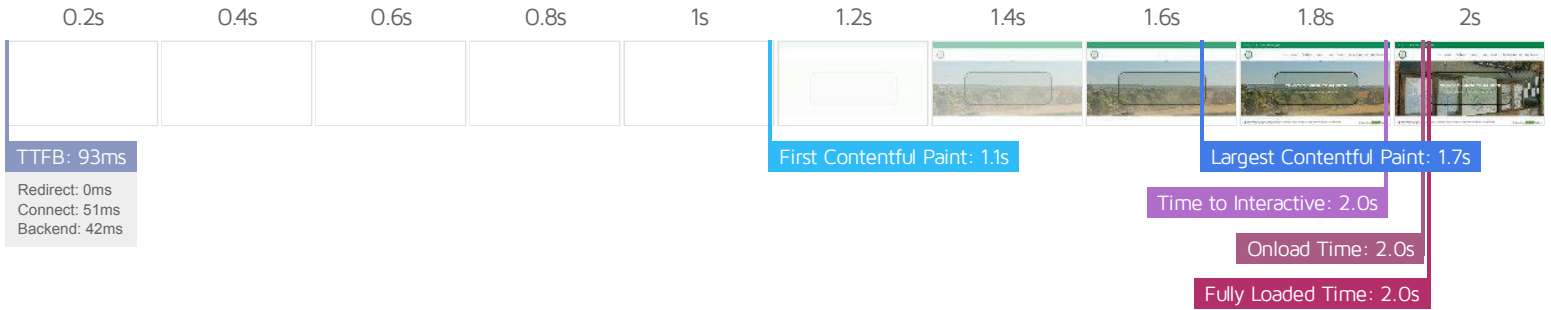 0.2s 0.4s 0.6s 0.8s 1s 1.2s 1.4s 1.6s 1.8s 2s
TTFB: 93ms
First Contentful Paint: 1.1s
Largest Contentful Paint: 1.7s
Redirect: 0ms
Connect: 51ms
Backend: 42ms
Time to Interactive: 2.0s
Onload Time: 2.0s
Fully Loaded Time: 2.0s